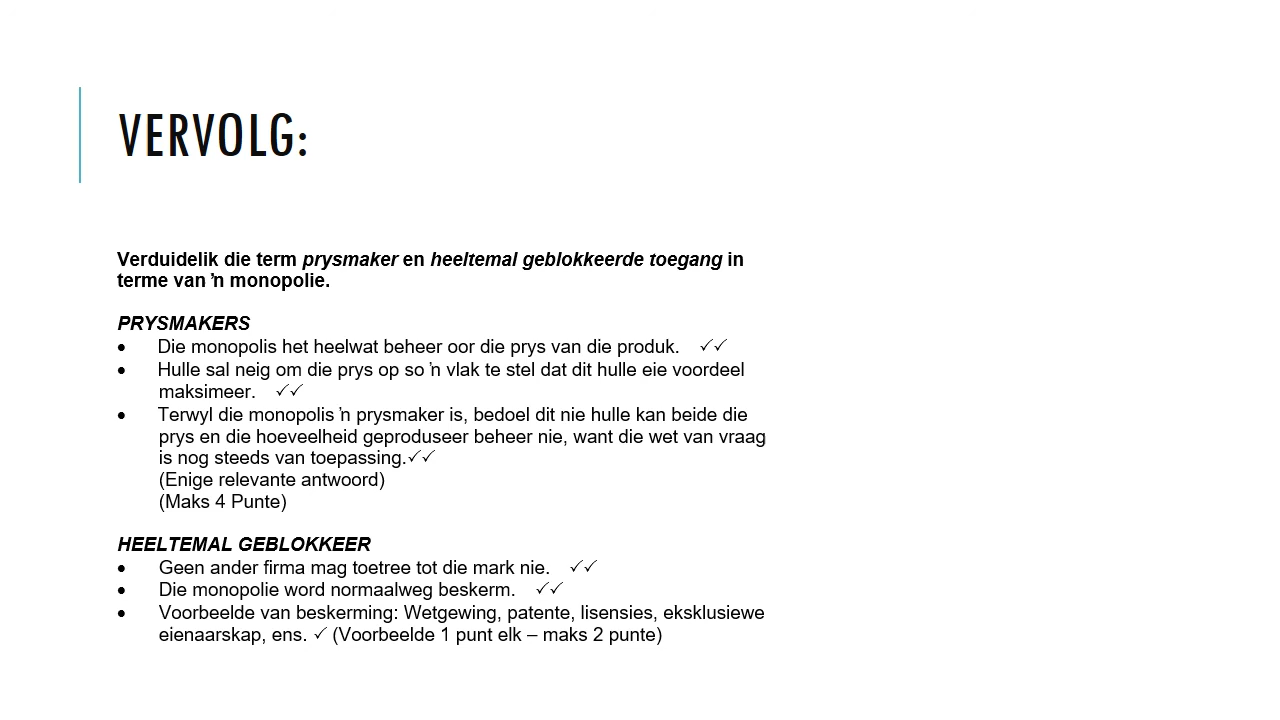 VERVOLG:
Verduidelik die term prysmaker en heeltemal geblokkeerde toegang in
terme van 'n monopolie.
PRYSMAKERS
• Die monopolis het heelwat beheer oor die prys van die produk. ✓✓
• Hulle sal neig om die prys op so 'n vlak te stel dat dit hulle eie voordeel
maksimeer. ✓✓
• Terwyl die monopolis 'n prysmaker is, bedoel dit nie hulle kan beide die
prys en die hoeveelheid geproduseer beheer nie, want die wet van vraag
is nog steeds van toepassing.✓✓
(Enige relevante antwoord)
(Maks 4 Punte)
HEELTEMAL GEBLOKKEER
• Geen ander firma mag toetree tot die mark nie. ✓✓
• Die monopolie word normaalweg beskerm. ✓✓
• Voorbeelde van beskerming: Wetgewing, patente, lisensies, eksklusiewe
eienaarskap, ens. ✓ (Voorbeelde 1 punt elk – maks 2 punte)